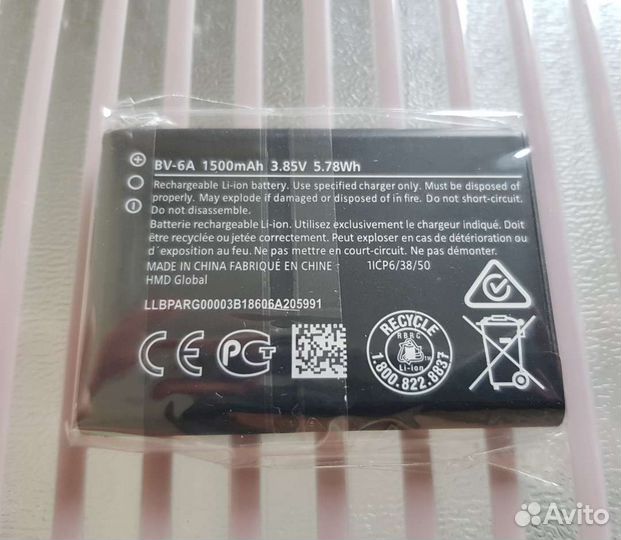 BV-6A 1500mAh 3.85V 5.78Wh
Rechargeable Li-ion battery. Use specified charger only. Must be disposed of
properly. May explode if damaged or disposed of in fire. Do not short-circuit.
Do not disassemble.
Batterie rechargeable Li-ion. Utilisez exclusivement le chargeur indiqué. Doit
être recyclée ou jetée correctement. Peut exploser en cas de détérioration ou
d´exposition au feu. Ne pas mettre en court-circuit. Ne pas démonter.
MADE IN CHINA FABRIQUÉ EN CHINE 1ICP6/38/50
HMD Global
LLBPARG00003B18606A205991
CE
РСТ
RECYCLE
RBRC
Li-ion
TM
1.800.822.8837
Avito